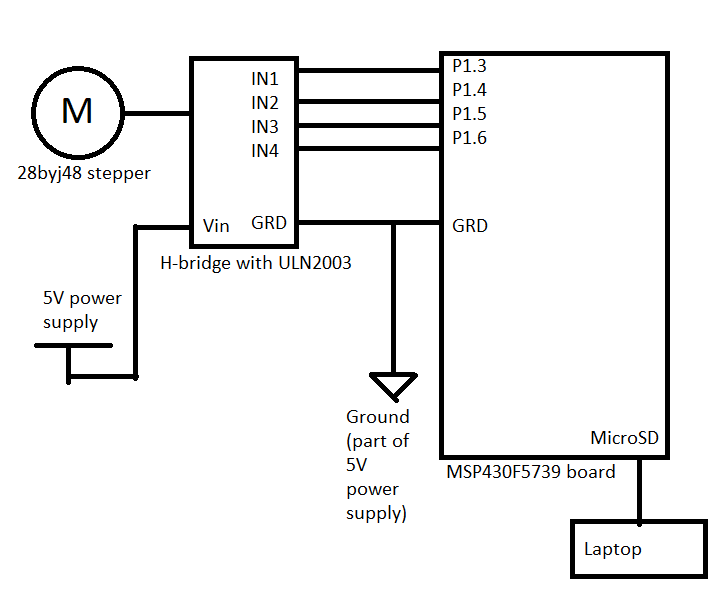 M
28byj48 stepper
IN1
IN2
IN3
IN4
Vin
GRD
H-bridge with ULN2003
5V power
supply
P1.3
P1.4
P1.5
P1.6
GRD
Ground
(part of
5V
power
supply)
MicroSD
MSP430F5739 board
Laptop